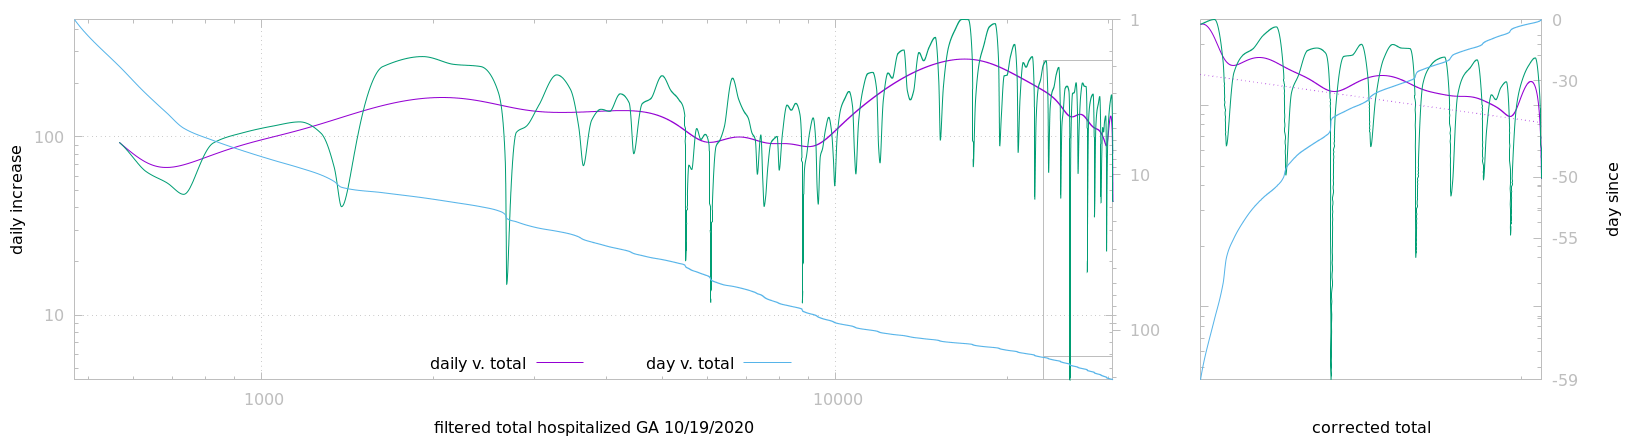 daily increase
100
10
daily v. total
day v. total
1000
10000
filtered total hospitalized GA 10/19/2020
1
10
100
0
-30
-50
-55
-59
day since
corrected total